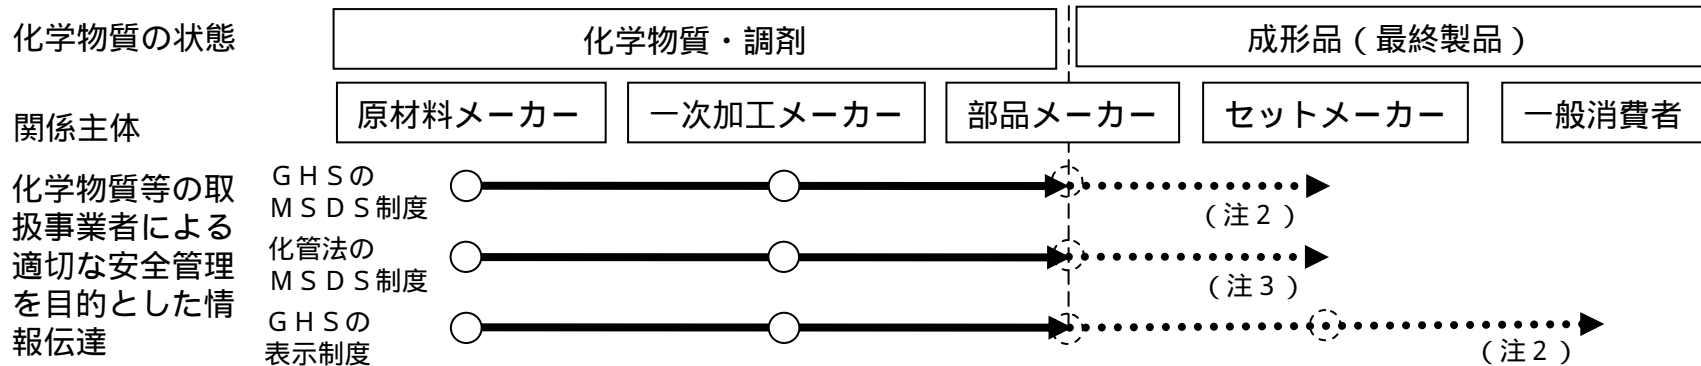 化学物質の状態
化学物質・調剤
成形品（最終製品）
関係主体
原材料メーカー
一次加工メーカー
部品メーカー
セットメーカー
一般消費者
化学物質等の取
扱事業者による
適切な安全管理
を目的とした情
報伝達
ＧＨＳの
ＭＳＤＳ制度
（注２）
化管法の
ＭＳＤＳ制度
（注３）
ＧＨＳの
表示制度
（注２）